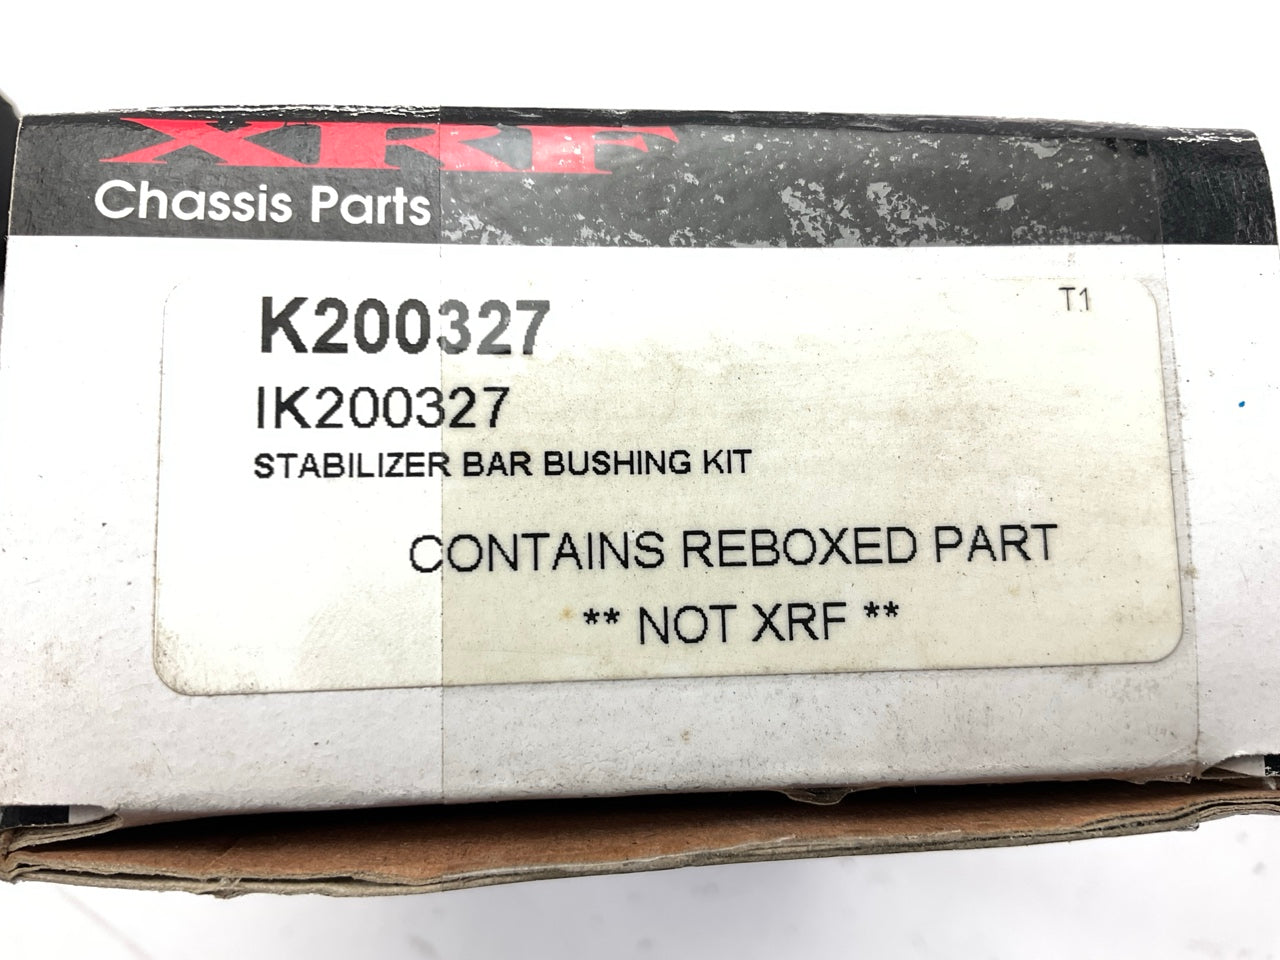 XRF
Chassis Parts
K200327
T1
IK200327
STABILIZER BAR BUSHING KIT
CONTAINS REBOXED PART
** NOT XRF **